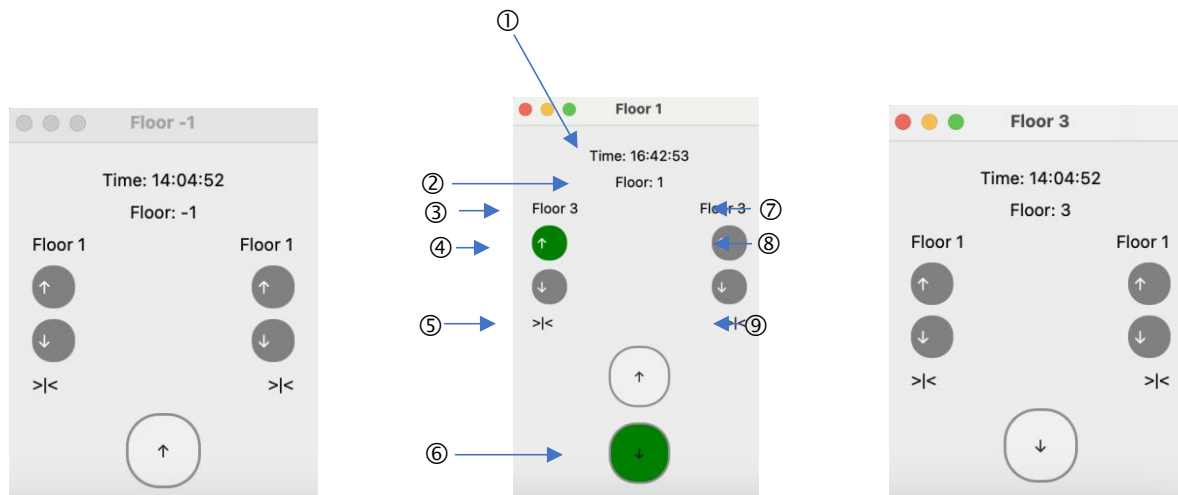 Floor -1
Time: 14:04:52
Floor: -1
Floor 1 Floor 1
↑ ↑
↓ ↓
>|< >|<
↑
①
Floor 1
Time: 16:42:53
② Floor: 1
③ Floor 3 Floor 3 ⑦
④ ↑ ↑ ⑧
↓ ↓
⑤ >|< >|< ⑨
↑
⑥ ↓
Floor 3
Time: 14:04:52
Floor: 3
Floor 1 Floor 1
↑ ↑
↓ ↓
>|< >|<
↓